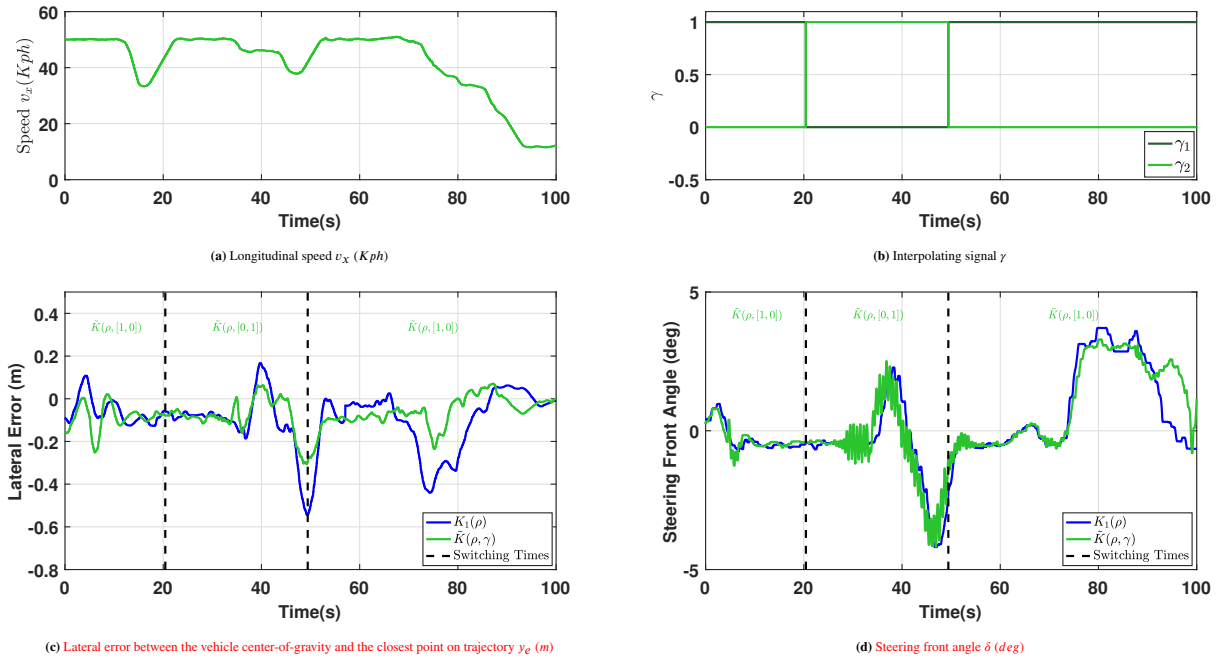 60
40
20
0
Speed v_x(Kph)
0 20 40 60 80 100
Time(s)
(a) Longitudinal speed v_x (Kph)
1
0.5
0
-0.5
γ
γ_1
γ_2
0 20 40 60 80 100
Time(s)
(b) Interpolating signal γ
0.4
0.2
0
-0.2
-0.4
-0.6
-0.8
Lateral Error (m)
K̃(ρ, [1, 0]) K̃(ρ, [0, 1]) K̃(ρ, [1, 0])
K_1(ρ)
K̃(ρ, γ)
Switching Times
0 20 40 60 80 100
Time(s)
(c) Lateral error between the vehicle center-of-gravity and the closest point on trajectory y_e (m)
5
0
-5
Steering Front Angle (deg)
K̃(ρ, [1, 0]) K̃(ρ, [0, 1]) K̃(ρ, [1, 0])
K_1(ρ)
K̃(ρ, γ)
Switching Times
0 20 40 60 80 100
Time(s)
(d) Steering front angle δ (deg)